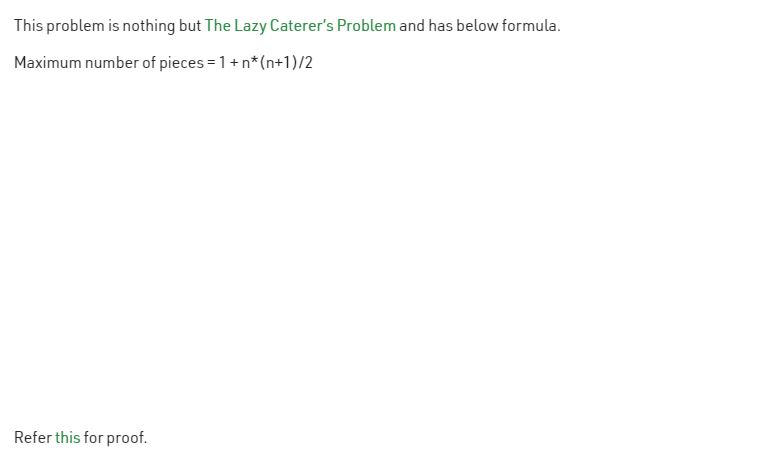 This problem is nothing but The Lazy Caterer's Problem and has below formula.
Maximum number of pieces = 1 + n*(n+1)/2
Refer this for proof.